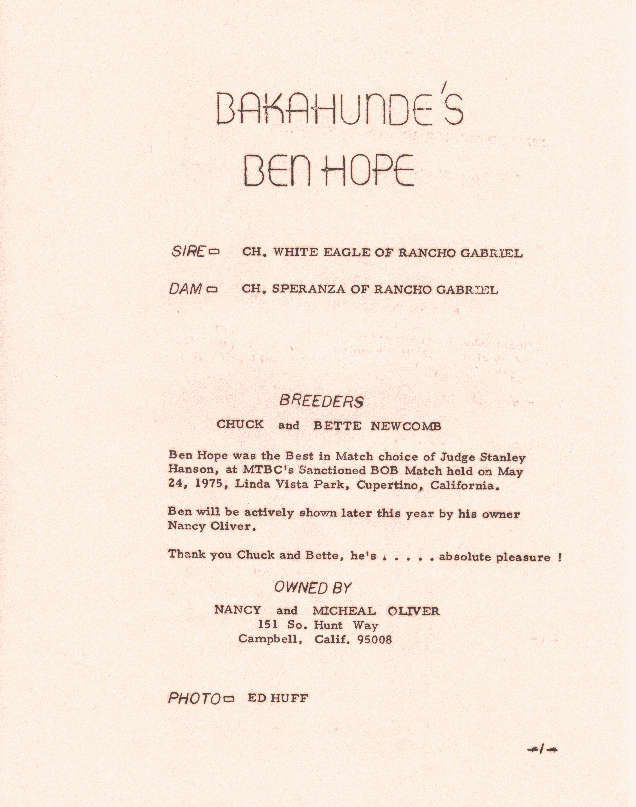 BAKAHUNDE'S
BEN HOPE
SIRE CH. WHITE EAGLE OF RANCHO GABRIEL
DAM CH. SPERANZA OF RANCHO GABRIEL
BREEDERS
CHUCK and BETTE NEWCOMB
Ben Hope was the Best in Match choice of Judge Stanley
Hanson, at MTBC's Sanctioned BOB Match held on May
24, 1975, Linda Vista Park, Cupertino, California.
Ben will be actively shown later this year by his owner
Nancy Oliver.
Thank you Chuck and Bette, he's . . . . . absolute pleasure !
OWNED BY
NANCY and MICHEAL OLIVER
151 So. Hunt Way
Campbell, Calif. 95008
PHOTO ED HUFF
-1-